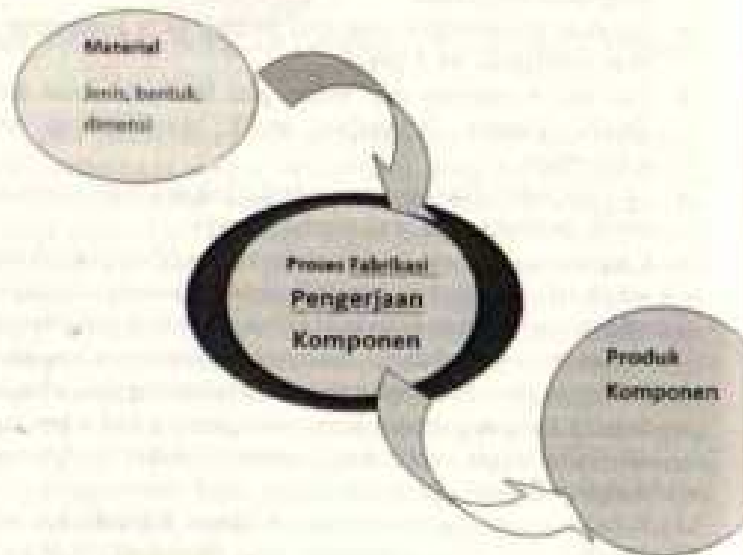 Material
Jenis, bentuk,
dimensi
Proses Fabrikasi
Pengerjaan
Komponen
Produk
Komponen